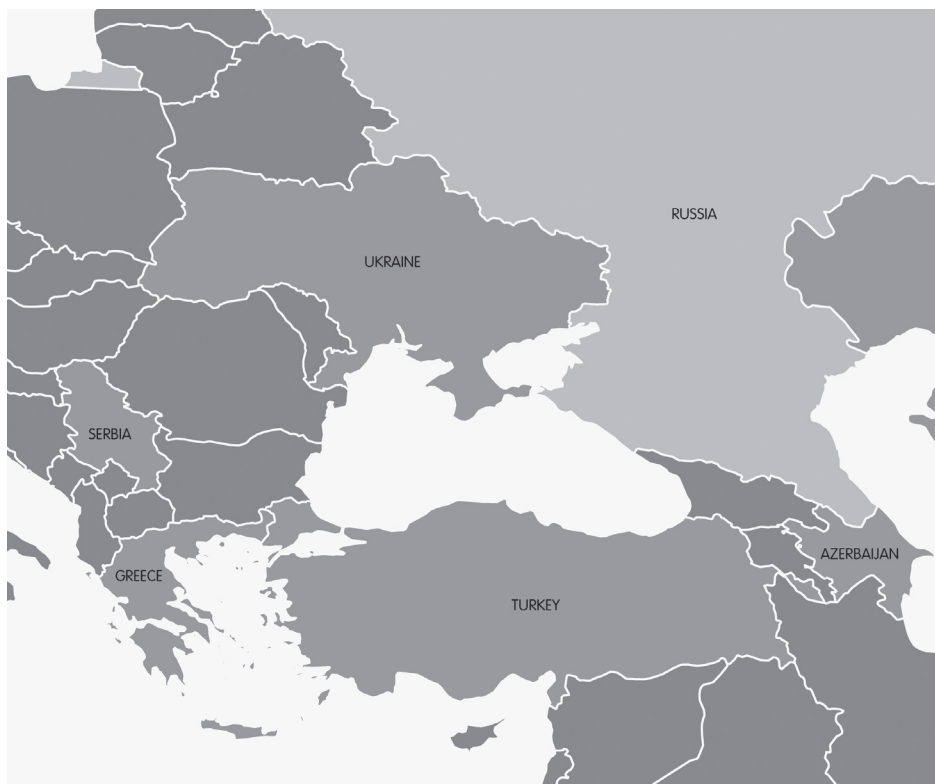 RUSSIA
UKRAINE
SERBIA
AZERBAIJAN
GREECE
TURKEY